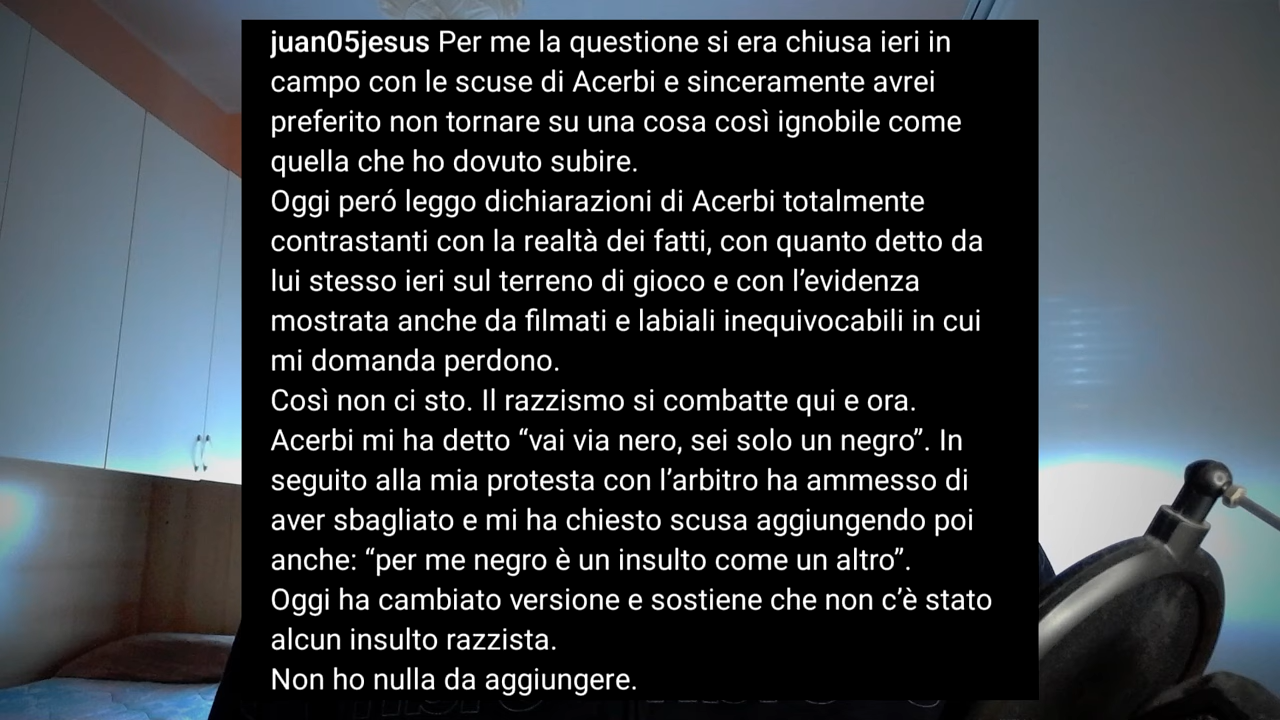 juan05jesus Per me la questione si era chiusa ieri in
campo con le scuse di Acerbi e sinceramente avrei
preferito non tornare su una cosa così ignobile come
quella che ho dovuto subire.
Oggi peró leggo dichiarazioni di Acerbi totalmente
contrastanti con la realtà dei fatti, con quanto detto da
lui stesso ieri sul terreno di gioco e con l’evidenza
mostrata anche da filmati e labiali inequivocabili in cui
mi domanda perdono.
Così non ci sto. Il razzismo si combatte qui e ora.
Acerbi mi ha detto “vai via nero, sei solo un negro”. In
seguito alla mia protesta con l’arbitro ha ammesso di
aver sbagliato e mi ha chiesto scusa aggiungendo poi
anche: “per me negro è un insulto come un altro”.
Oggi ha cambiato versione e sostiene che non c’è stato
alcun insulto razzista.
Non ho nulla da aggiungere.